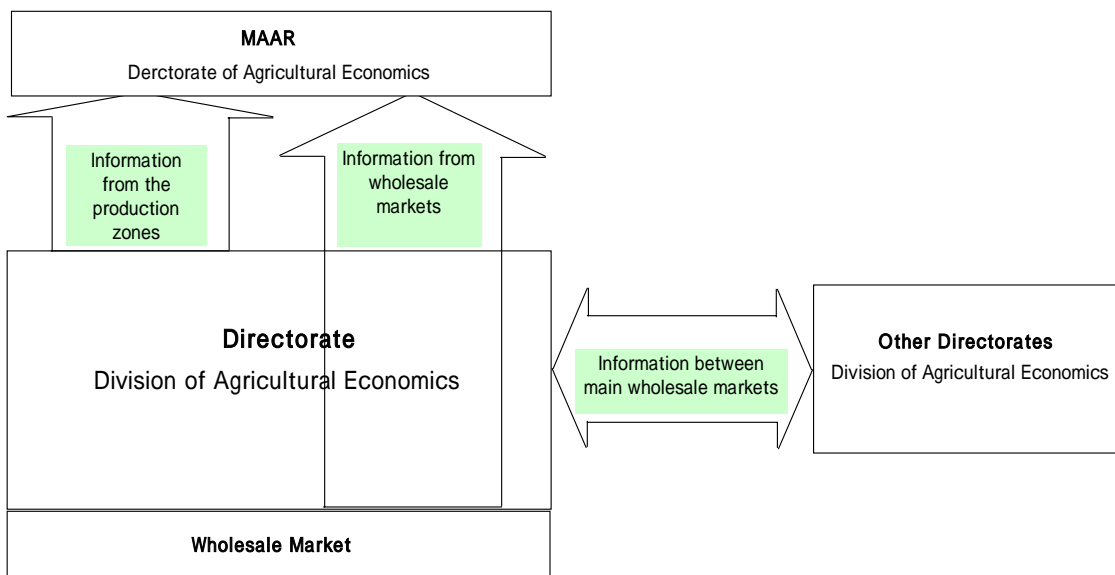 MAAR
Derctorate of Agricultural Economics
Information
from the
production
zones
Information from
wholesale
markets
Directorate
Division of Agricultural Economics
Information between
main wholesale markets
Other Directorates
Division of Agricultural Economics
Wholesale Market